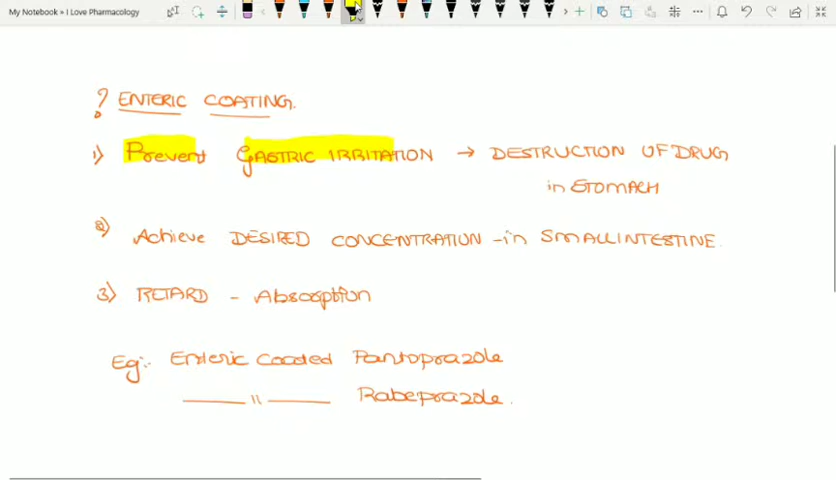 My Notebook > I Love Pharmacology
? ENTERIC COATING.
1) Prevent GASTRIC IRRITATION → DESTRUCTION OF DRUG
in STOMACH
2) Achieve DESIRED CONCENTRATION - in SMALL INTESTINE.
3) RETARD - Absorption
Eg:- Enteric Coated Pantoprazole
——— " ——— Rabeprazole.